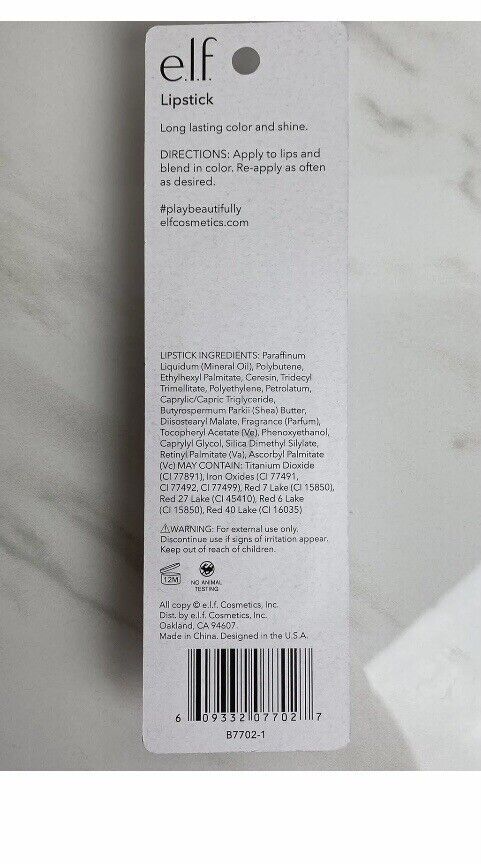 e.l.f.
Lipstick
Long lasting color and shine.
DIRECTIONS: Apply to lips and
blend in color. Re-apply as often
as desired.
#playbeautifully
elfcosmetics.com
LIPSTICK INGREDIENTS: Paraffinum
Liquidum (Mineral Oil), Polybutene,
Ethylhexyl Palmitate, Ceresin, Tridecyl
Trimellitate, Polyethylene, Petrolatum,
Caprylic/Capric Triglyceride,
Butyrospermum Parkii (Shea) Butter,
Diisostearyl Malate, Fragrance (Parfum),
Tocopheryl Acetate (Ve), Phenoxyethanol,
Caprylyl Glycol, Silica Dimethyl Silylate,
Retinyl Palmitate (Va), Ascorbyl Palmitate
(Vc) MAY CONTAIN: Titanium Dioxide
(CI 77891), Iron Oxides (CI 77491,
CI 77492, CI 77499), Red 7 Lake (CI 15850),
Red 27 Lake (CI 45410), Red 6 Lake
(CI 15850), Red 40 Lake (CI 16035)
⚠WARNING: For external use only.
Discontinue use if signs of irritation appear.
Keep out of reach of children.
12M
NO ANIMAL
TESTING
All copy © e.l.f. Cosmetics, Inc.
Dist. by e.l.f. Cosmetics, Inc.
Oakland, CA 94607
Made in China. Designed in the U.S.A.
6 09332 07702 7
B7702-1